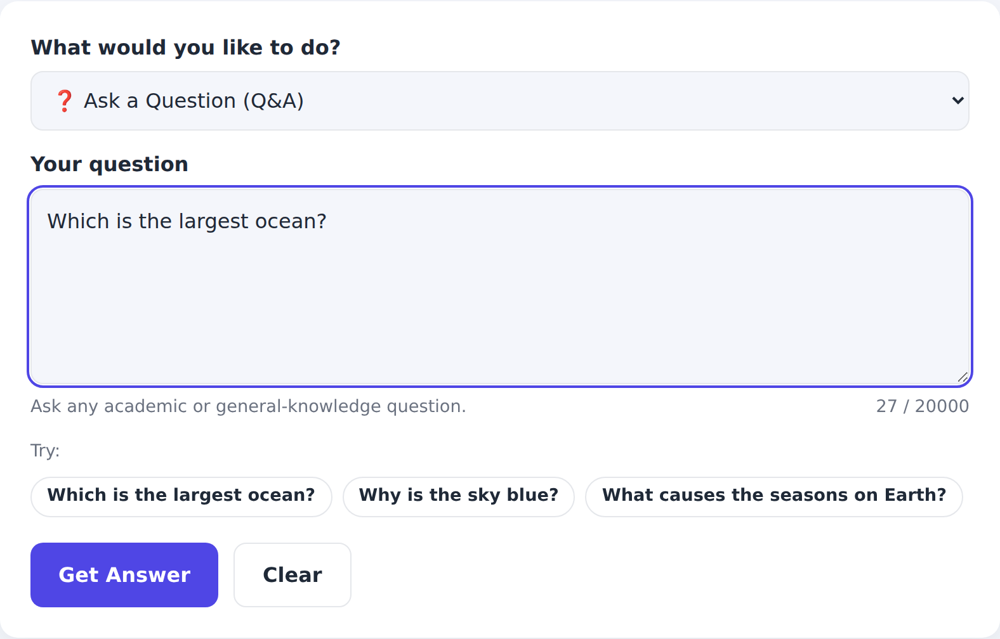 What would you like to do?
❓ Ask a Question (Q&A)
Your question
Which is the largest ocean?
Ask any academic or general-knowledge question.
27 / 20000
Try:
Which is the largest ocean?
Why is the sky blue?
What causes the seasons on Earth?
Get Answer
Clear